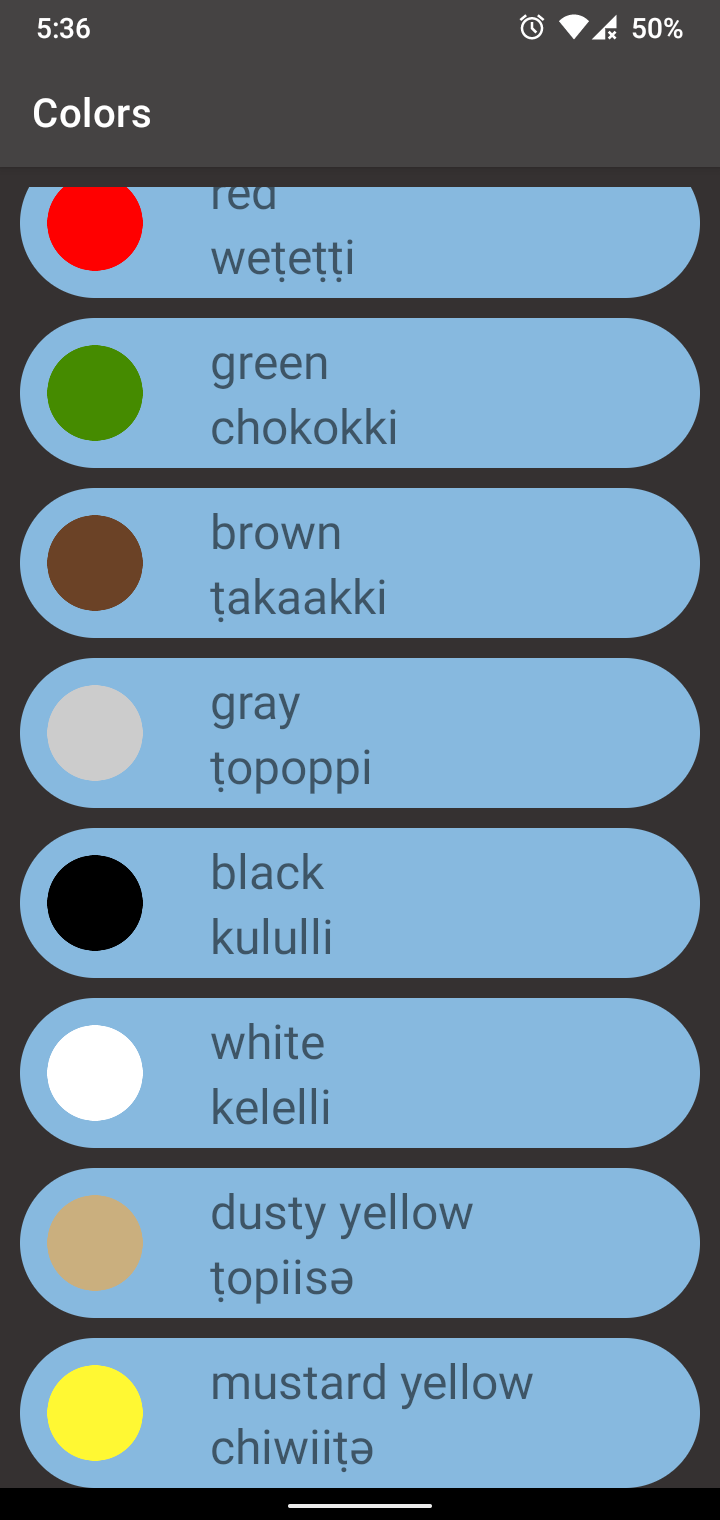 5:36 50%
Colors
red
weṭeṭṭi
green
chokokki
brown
ṭakaakki
gray
ṭopoppi
black
kululli
white
kelelli
dusty yellow
ṭopiisə
mustard yellow
chiwiiṭə